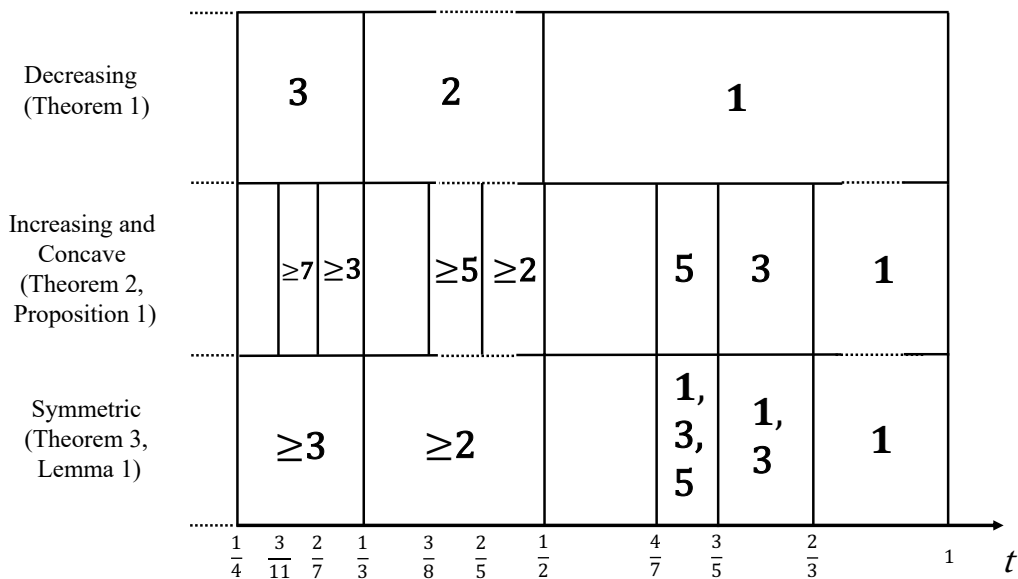 Decreasing
(Theorem 1)
3
2
1
Increasing and
Concave
(Theorem 2,
Proposition 1)
≥7
≥3
≥5
≥2
5
3
1
Symmetric
(Theorem 3,
Lemma 1)
≥3
≥2
1,
3,
5
1,
3
1
1/4
3/11
2/7
1/3
3/8
2/5
1/2
4/7
3/5
2/3
1
t